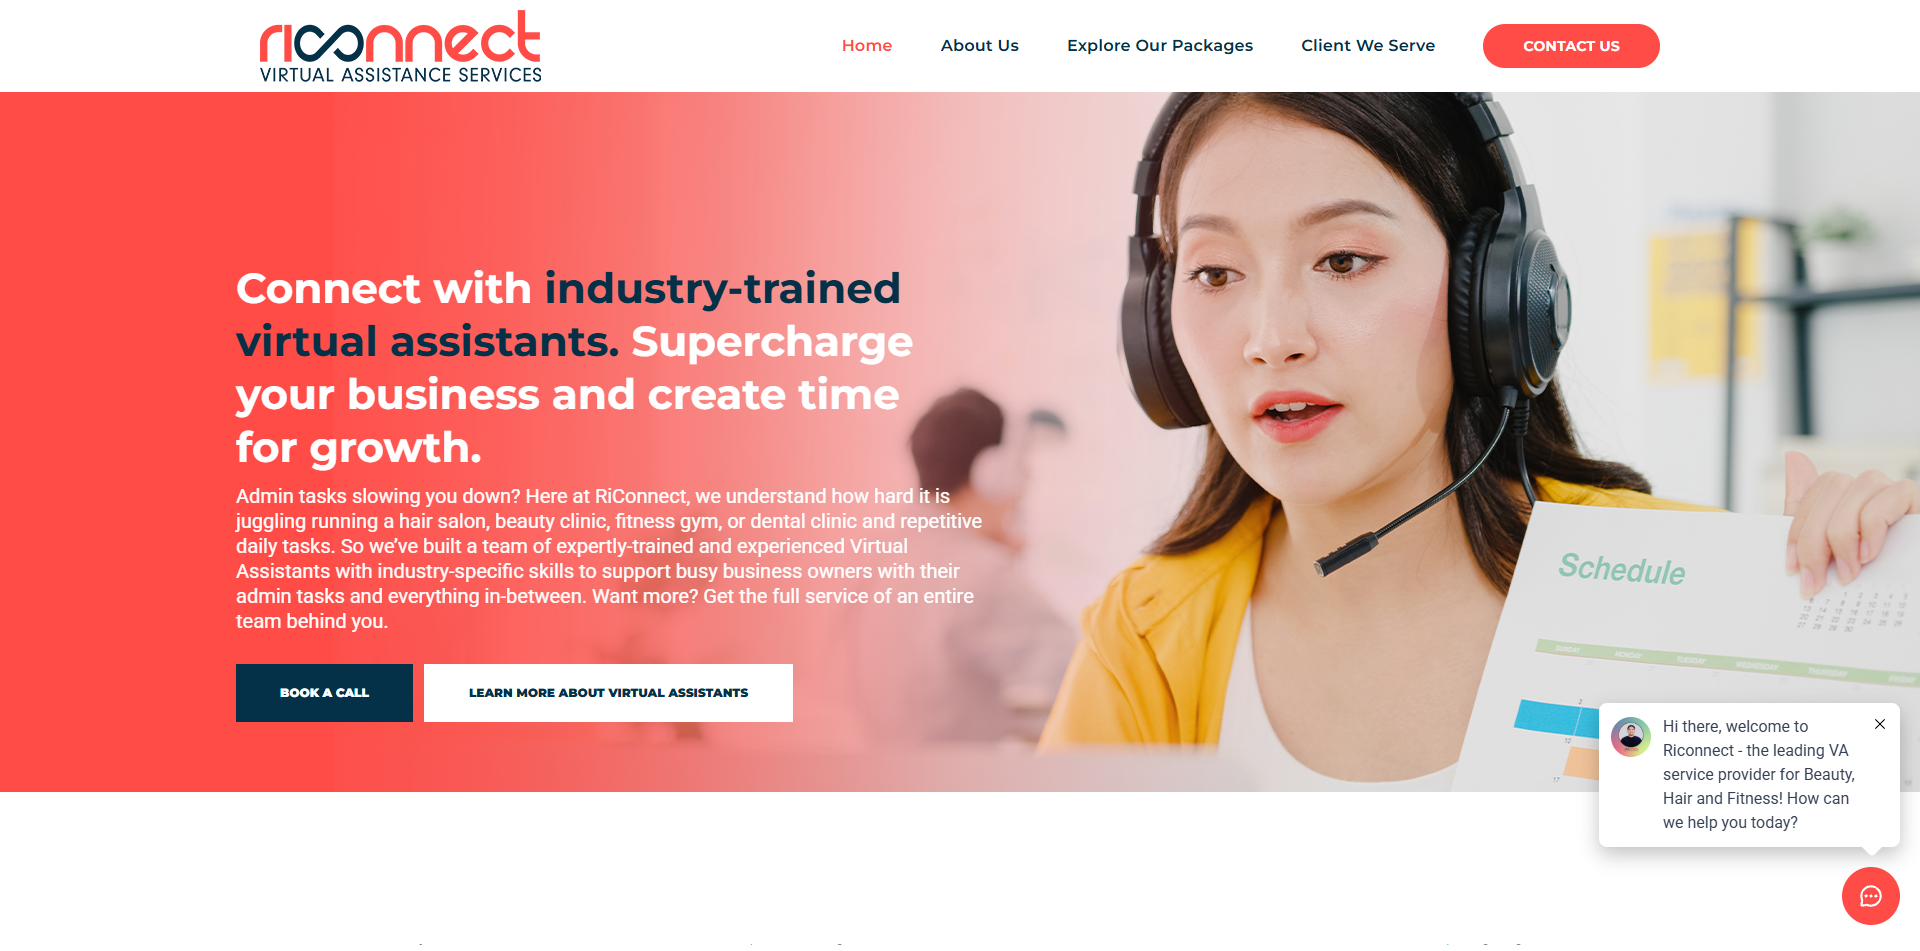 riconnect
VIRTUAL ASSISTANCE SERVICES
Home
About Us
Explore Our Packages
Client We Serve
CONTACT US
Connect with industry-trained
virtual assistants. Supercharge
your business and create time
for growth.
Admin tasks slowing you down? Here at RiConnect, we understand how hard it is
juggling running a hair salon, beauty clinic, fitness gym, or dental clinic and repetitive
daily tasks. So we’ve built a team of expertly-trained and experienced Virtual
Assistants with industry-specific skills to support busy business owners with their
admin tasks and everything in-between. Want more? Get the full service of an entire
team behind you.
BOOK A CALL
LEARN MORE ABOUT VIRTUAL ASSISTANTS
Schedule
SUNDAY MONDAY TUESDAY WEDNESDAY THURSDAY FRIDAY
Hi there, welcome to
Riconnect - the leading VA
service provider for Beauty,
Hair and Fitness! How can
we help you today?